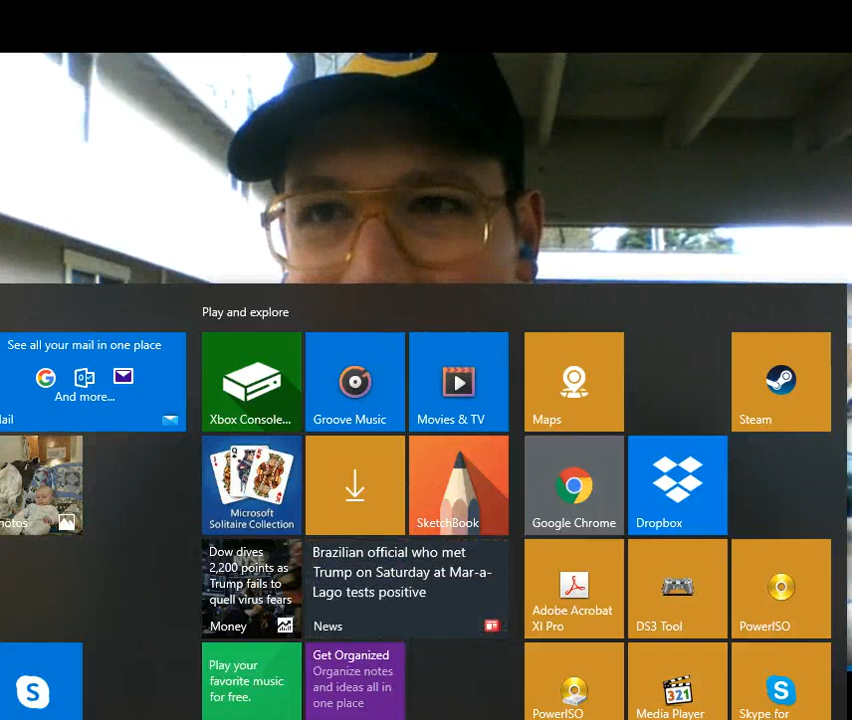 Play and explore
See all your mail in one place
And more...
ail
Xbox Console...
Groove Music
Movies & TV
Maps
Steam
hotos
Microsoft
Solitaire Collection
SketchBook
Google Chrome
Dropbox
Dow dives
2,200 points as
Trump fails to
quell virus fears
Money
Brazilian official who met
Trump on Saturday at Mar-a-
Lago tests positive
News
Adobe Acrobat
XI Pro
DS3 Tool
PowerISO
Play your
favorite music
for free.
Get Organized
Organize notes
and ideas all in
one place
PowerISO
321
Media Player
Skype for